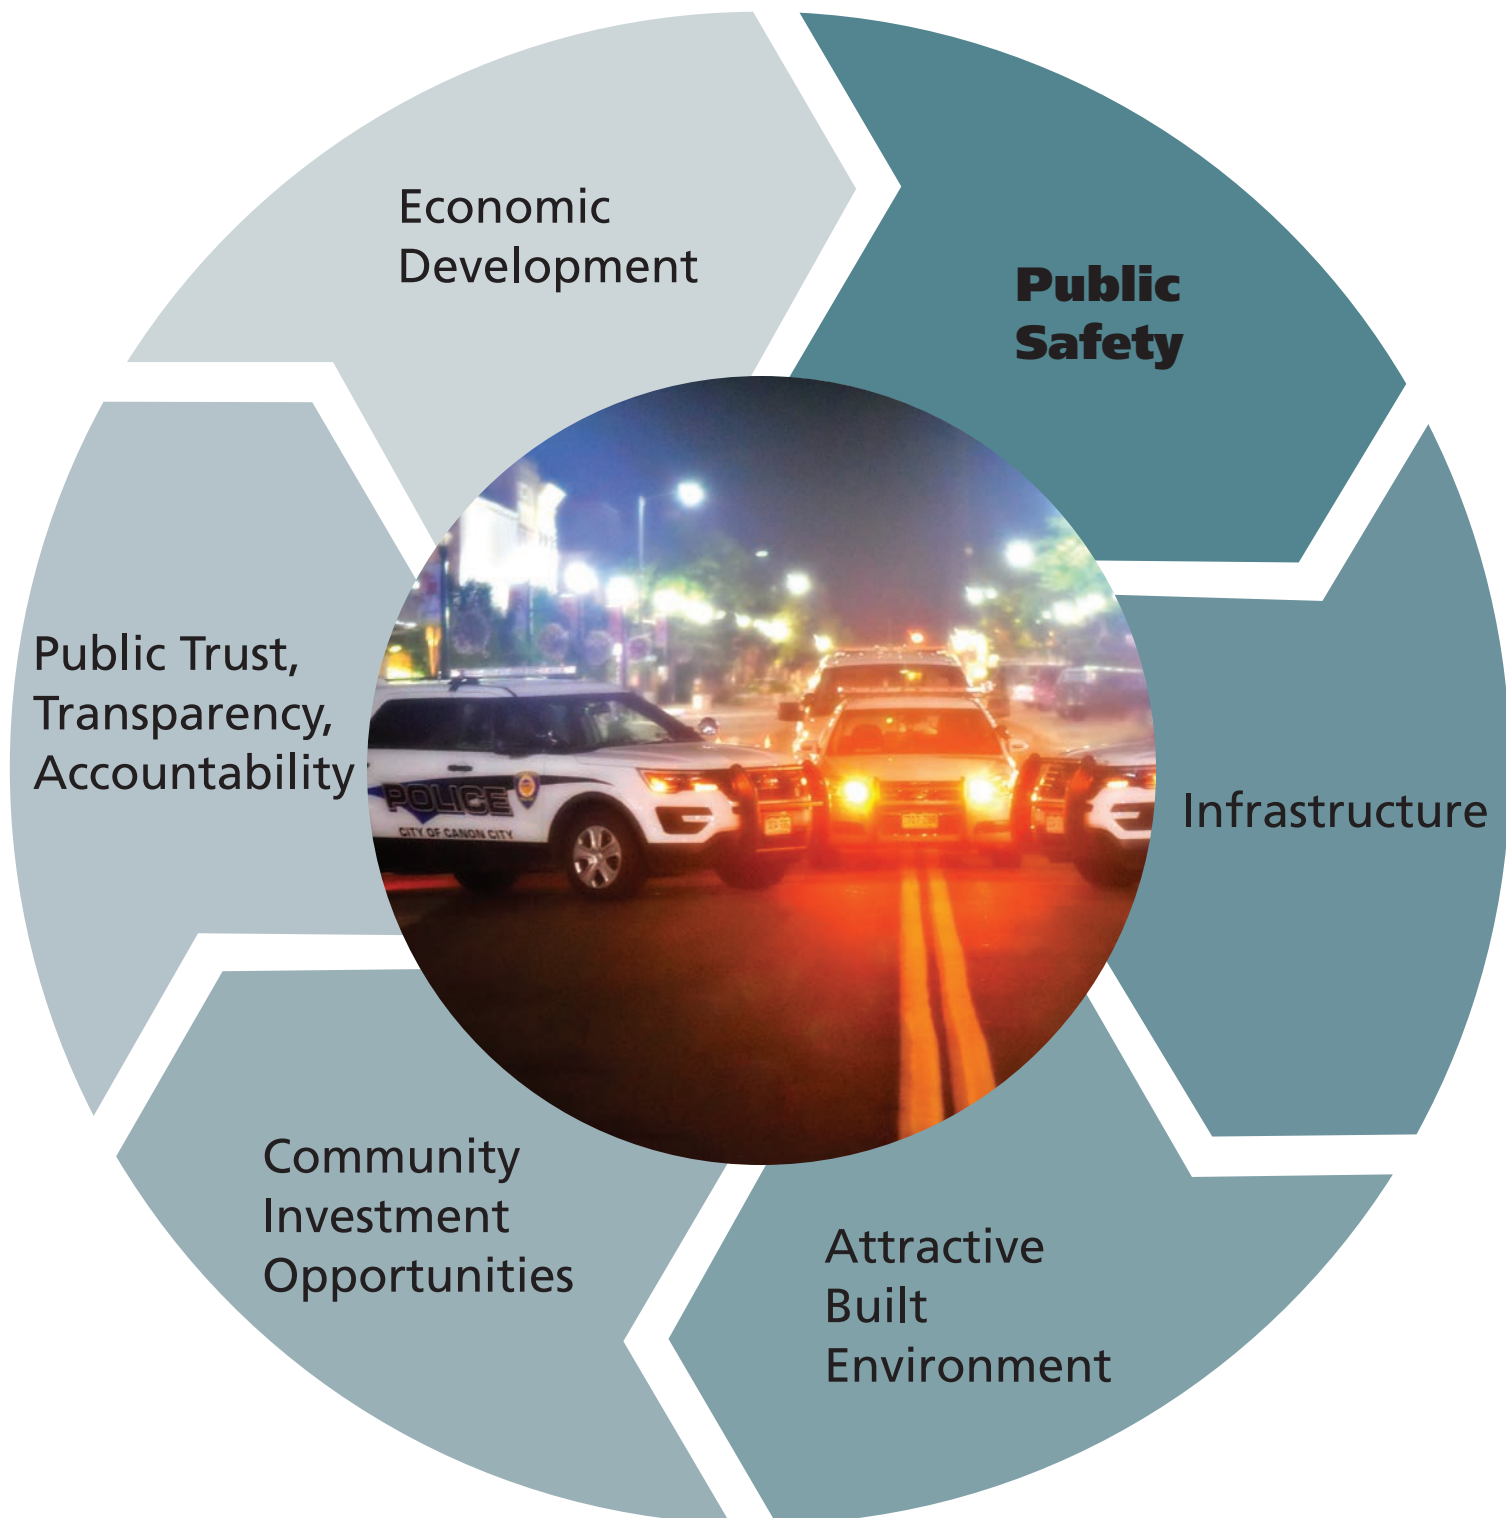 Economic
Development
Public
Safety
Public Trust,
Transparency,
Accountability
POLICE
CITY OF CANON CITY
Infrastructure
Community
Investment
Opportunities
Attractive
Built
Environment